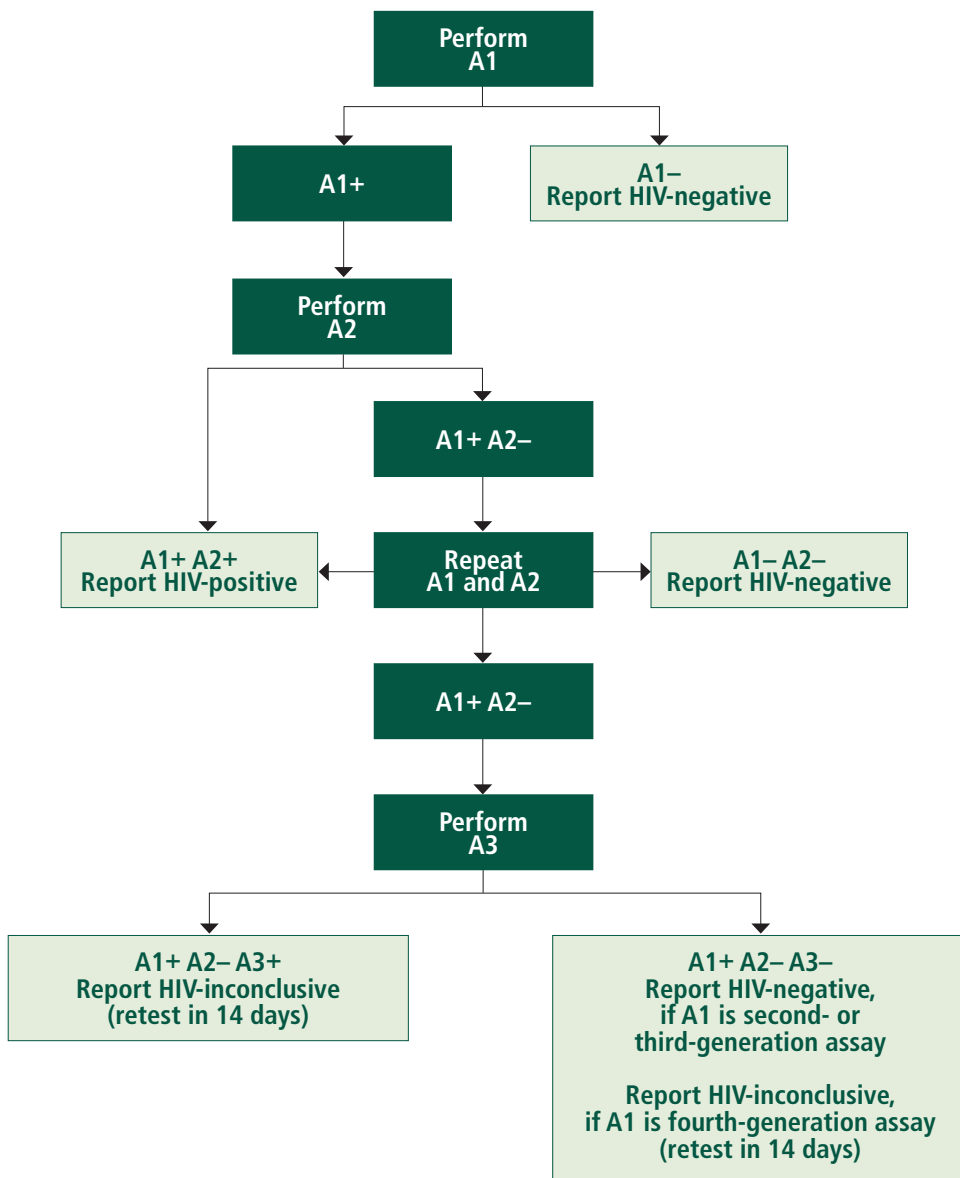 Perform
A1
A1+
A1–
Report HIV-negative
Perform
A2
A1+ A2–
A1+ A2+
Report HIV-positive
Repeat
A1 and A2
A1– A2–
Report HIV-negative
A1+ A2–
Perform
A3
A1+ A2– A3+
Report HIV-inconclusive
(retest in 14 days)
A1+ A2– A3–
Report HIV-negative,
if A1 is second- or
third-generation assay
Report HIV-inconclusive,
if A1 is fourth-generation assay
(retest in 14 days)